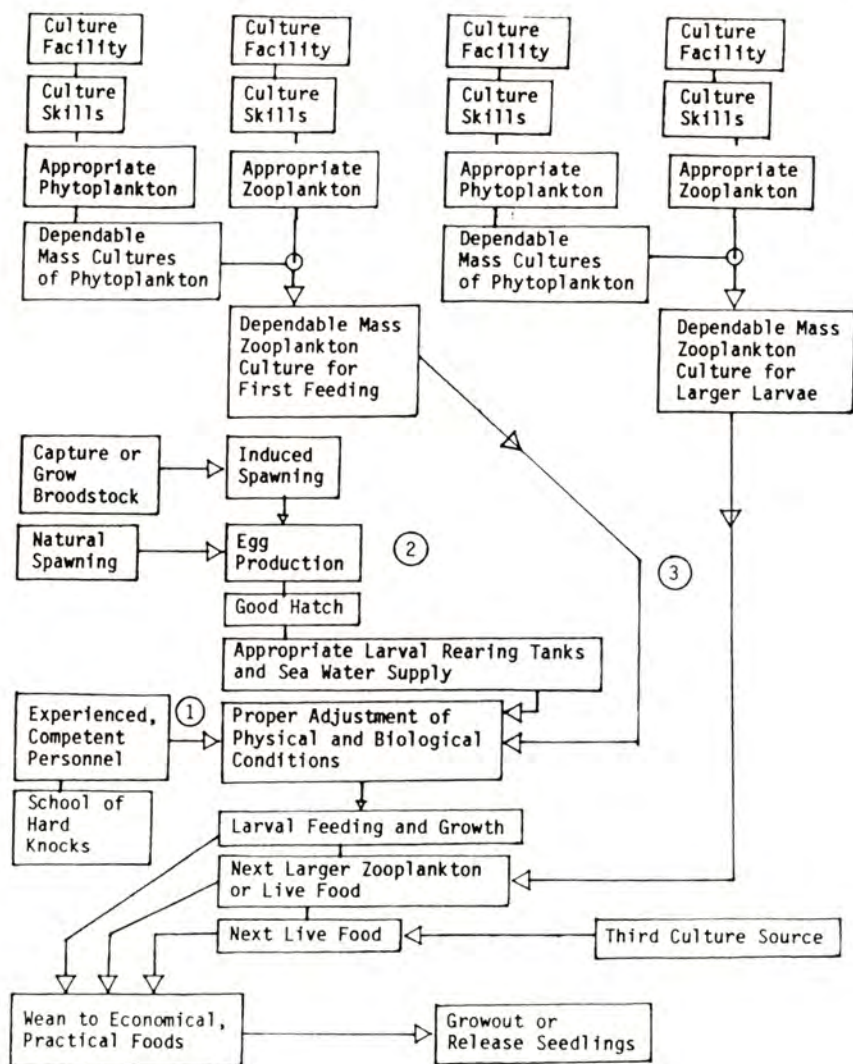 Culture
Facility
Culture
Facility
Culture
Facility
Culture
Facility
Culture
Skills
Culture
Skills
Culture
Skills
Culture
Skills
Appropriate
Phytoplankton
Appropriate
Zooplankton
Appropriate
Phytoplankton
Appropriate
Zooplankton
Dependable
Mass Cultures
of Phytoplankton
Dependable
Mass Cultures
of Phytoplankton
Dependable Mass
Zooplankton
Culture for
First Feeding
Dependable Mass
Zooplankton
Culture for
Larger Larvae
Capture or
Grow
Broodstock
Induced
Spawning
Natural
Spawning
Egg
Production
2
3
Good Hatch
Appropriate Larval Rearing Tanks
and Sea Water Supply
Experienced,
Competent
Personnel
1
Proper Adjustment of
Physical and Biological
Conditions
School of
Hard
Knocks
Larval Feeding and Growth
Next Larger Zooplankton
or Live Food
Next Live Food
Third Culture Source
Wean to Economical,
Practical Foods
Growout or
Release Seedlings